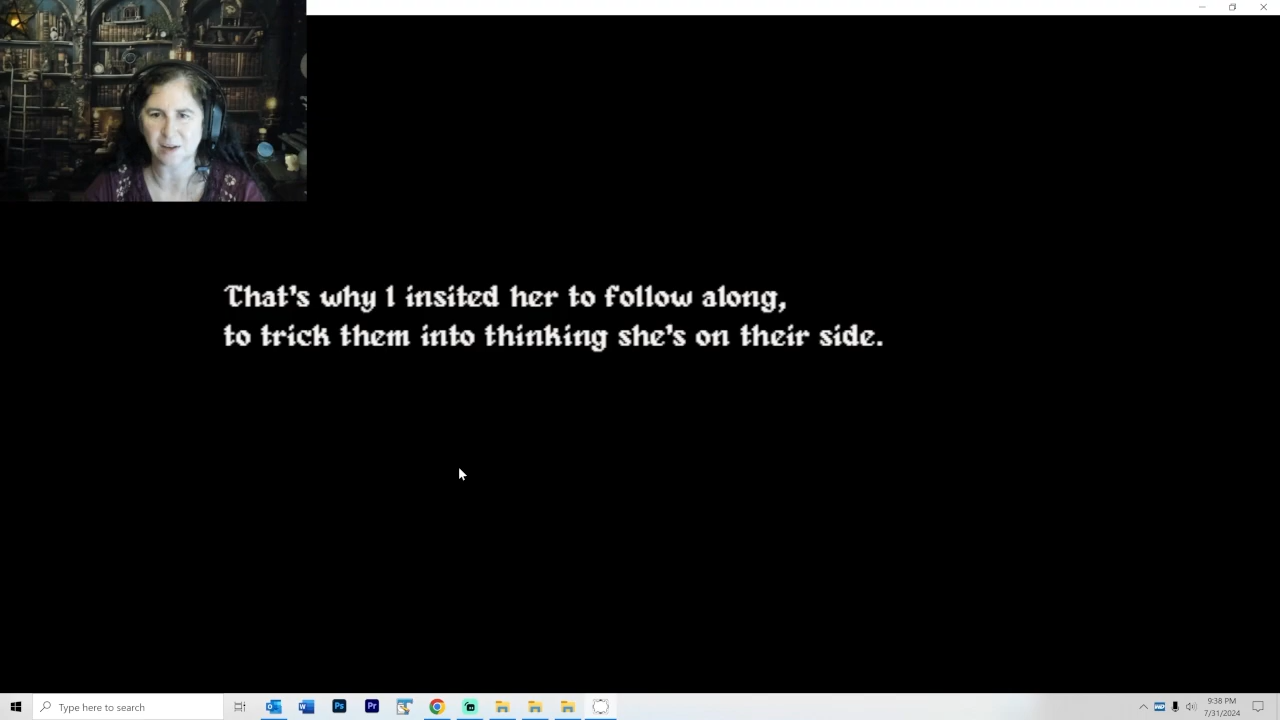 That's why I insited her to follow along,
to trick them into thinking she's on their side.
Type here to search
9:38 PM
7/31/2024